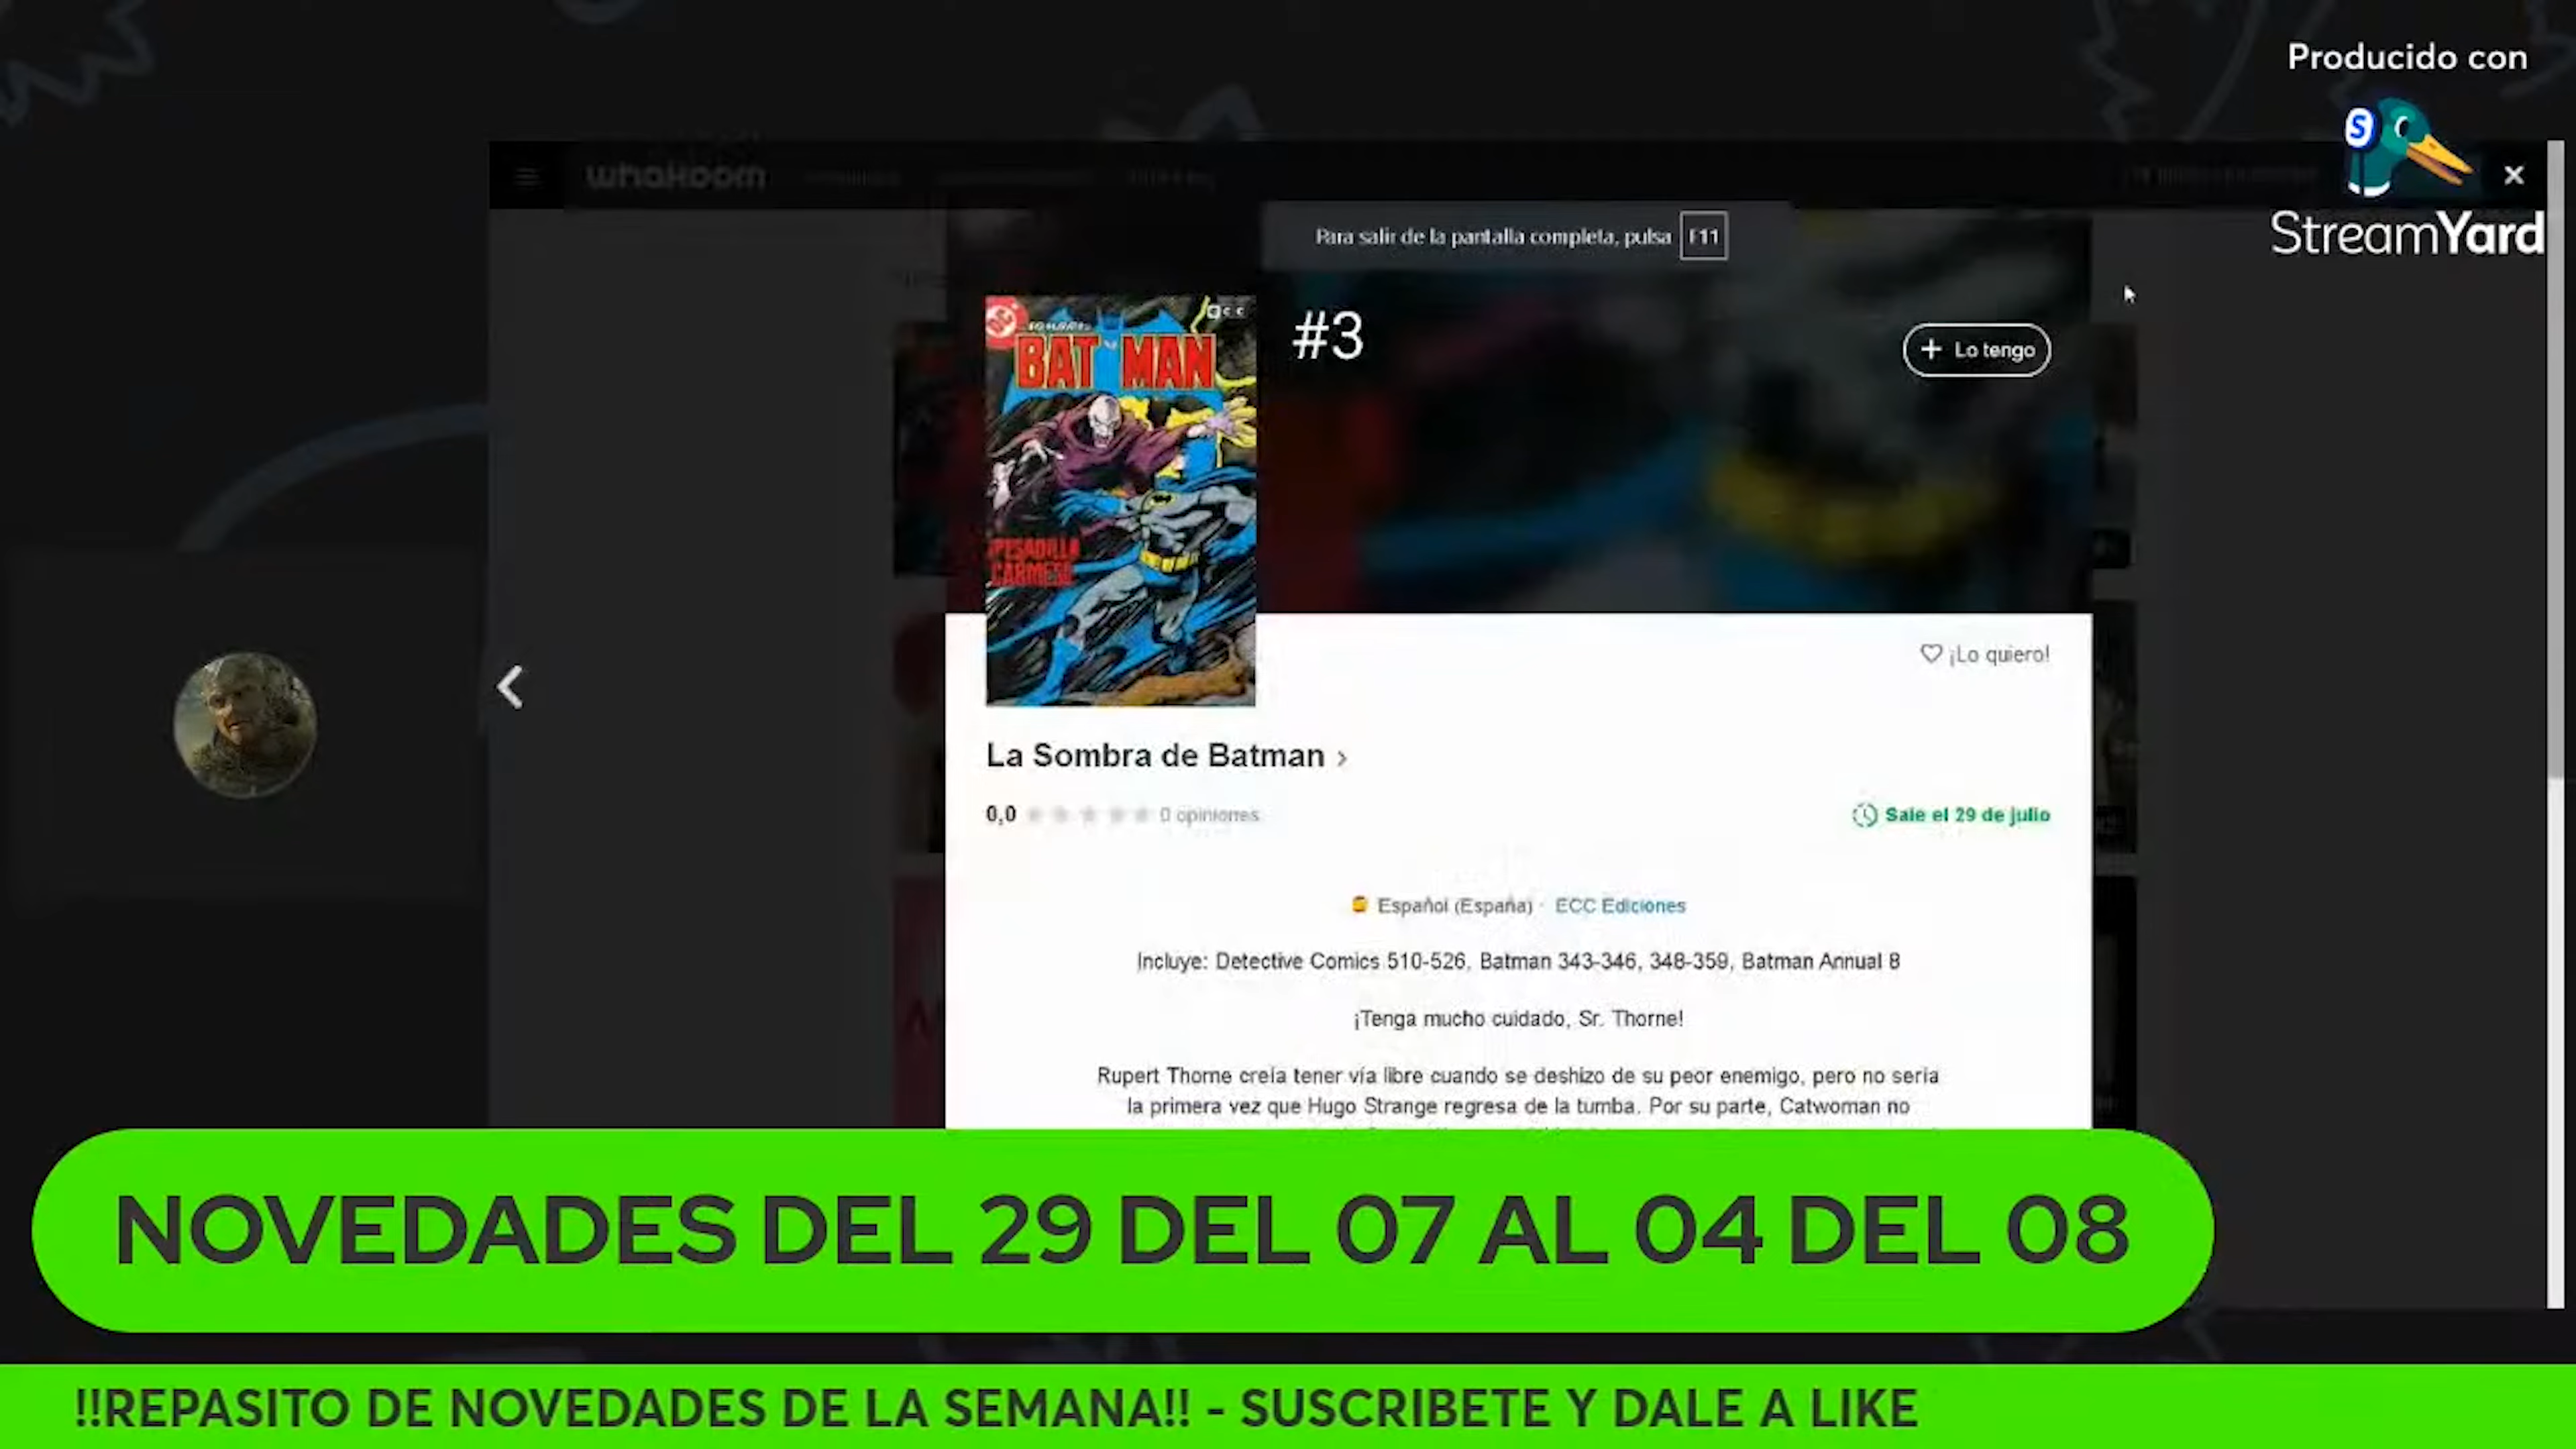 Producido con
S
StreamYard
whakoom
Para salir de la pantalla completa, pulsa F11
DC
BATMAN
PESADILLA
CARMESÍ
#3
+ Lo tengo
¡Lo quiero!
La Sombra de Batman >
0,0 0 opiniones
Sale el 29 de julio
Español (España) · ECC Ediciones
Incluye: Detective Comics 510-526, Batman 343-346, 348-359, Batman Annual 8
¡Tenga mucho cuidado, Sr. Thorne!
Rupert Thorne creía tener vía libre cuando se deshizo de su peor enemigo, pero no sería
la primera vez que Hugo Strange regresa de la tumba. Por su parte, Catwoman no
NOVEDADES DEL 29 DEL 07 AL 04 DEL 08
!!REPASITO DE NOVEDADES DE LA SEMANA!! - SUSCRIBETE Y DALE A LIKE